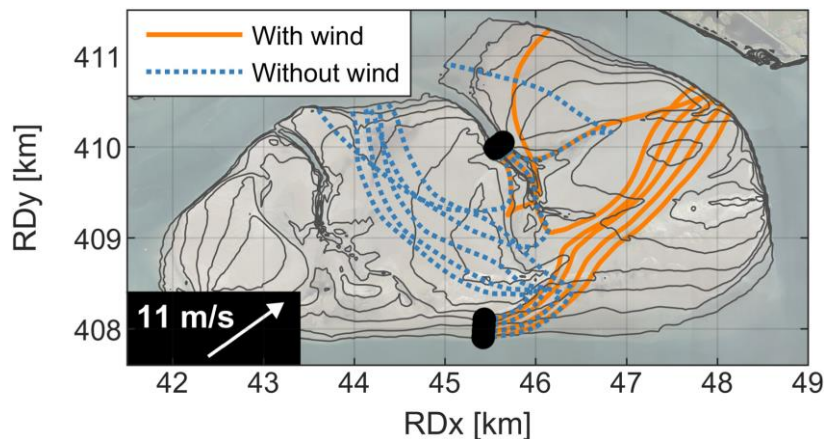 With wind
Without wind
411
410
409
408
RDy [km]
11 m/s
42 43 44 45 46 47 48 49
RDx [km]